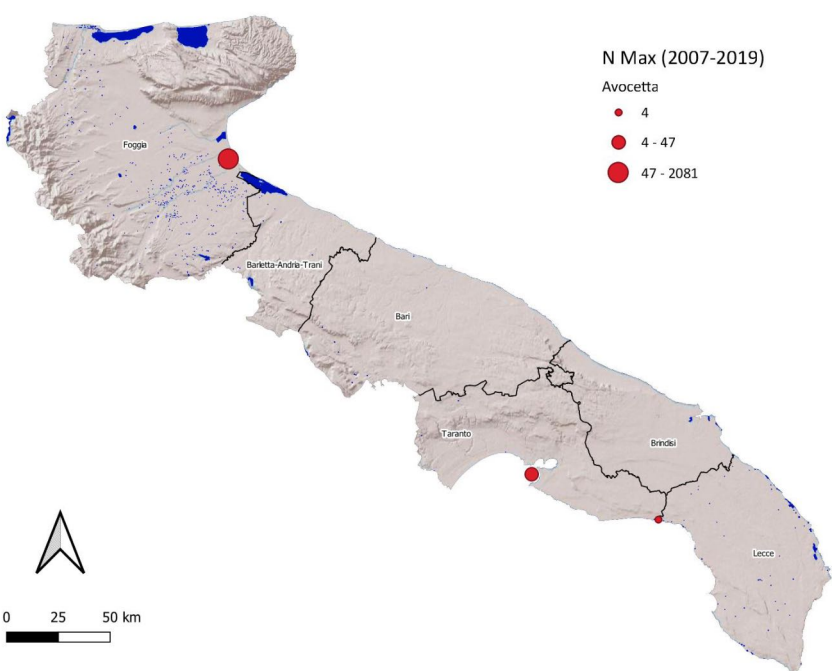 N Max (2007-2019)
Avocetta
4
4 - 47
47 - 2081
Foggia
Barletta-Andria-Trani
Bari
Taranto
Brindisi
Lecce
0 25 50 km